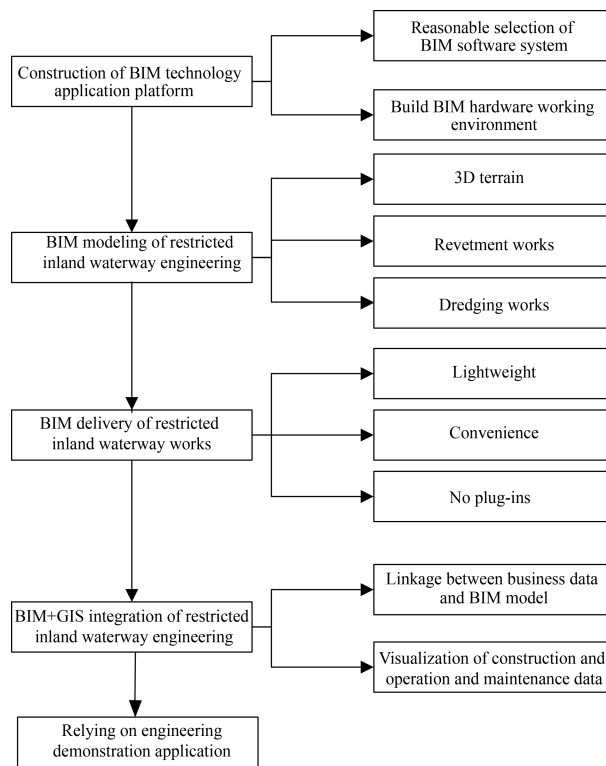 Construction of BIM technology
application platform
Reasonable selection of
BIM software system
Build BIM hardware working
environment
BIM modeling of restricted
inland waterway engineering
3D terrain
Revetment works
Dredging works
BIM delivery of restricted
inland waterway works
Lightweight
Convenience
No plug-ins
BIM+GIS integration of restricted
inland waterway engineering
Linkage between business data
and BIM model
Visualization of construction and
operation and maintenance data
Relying on engineering
demonstration application